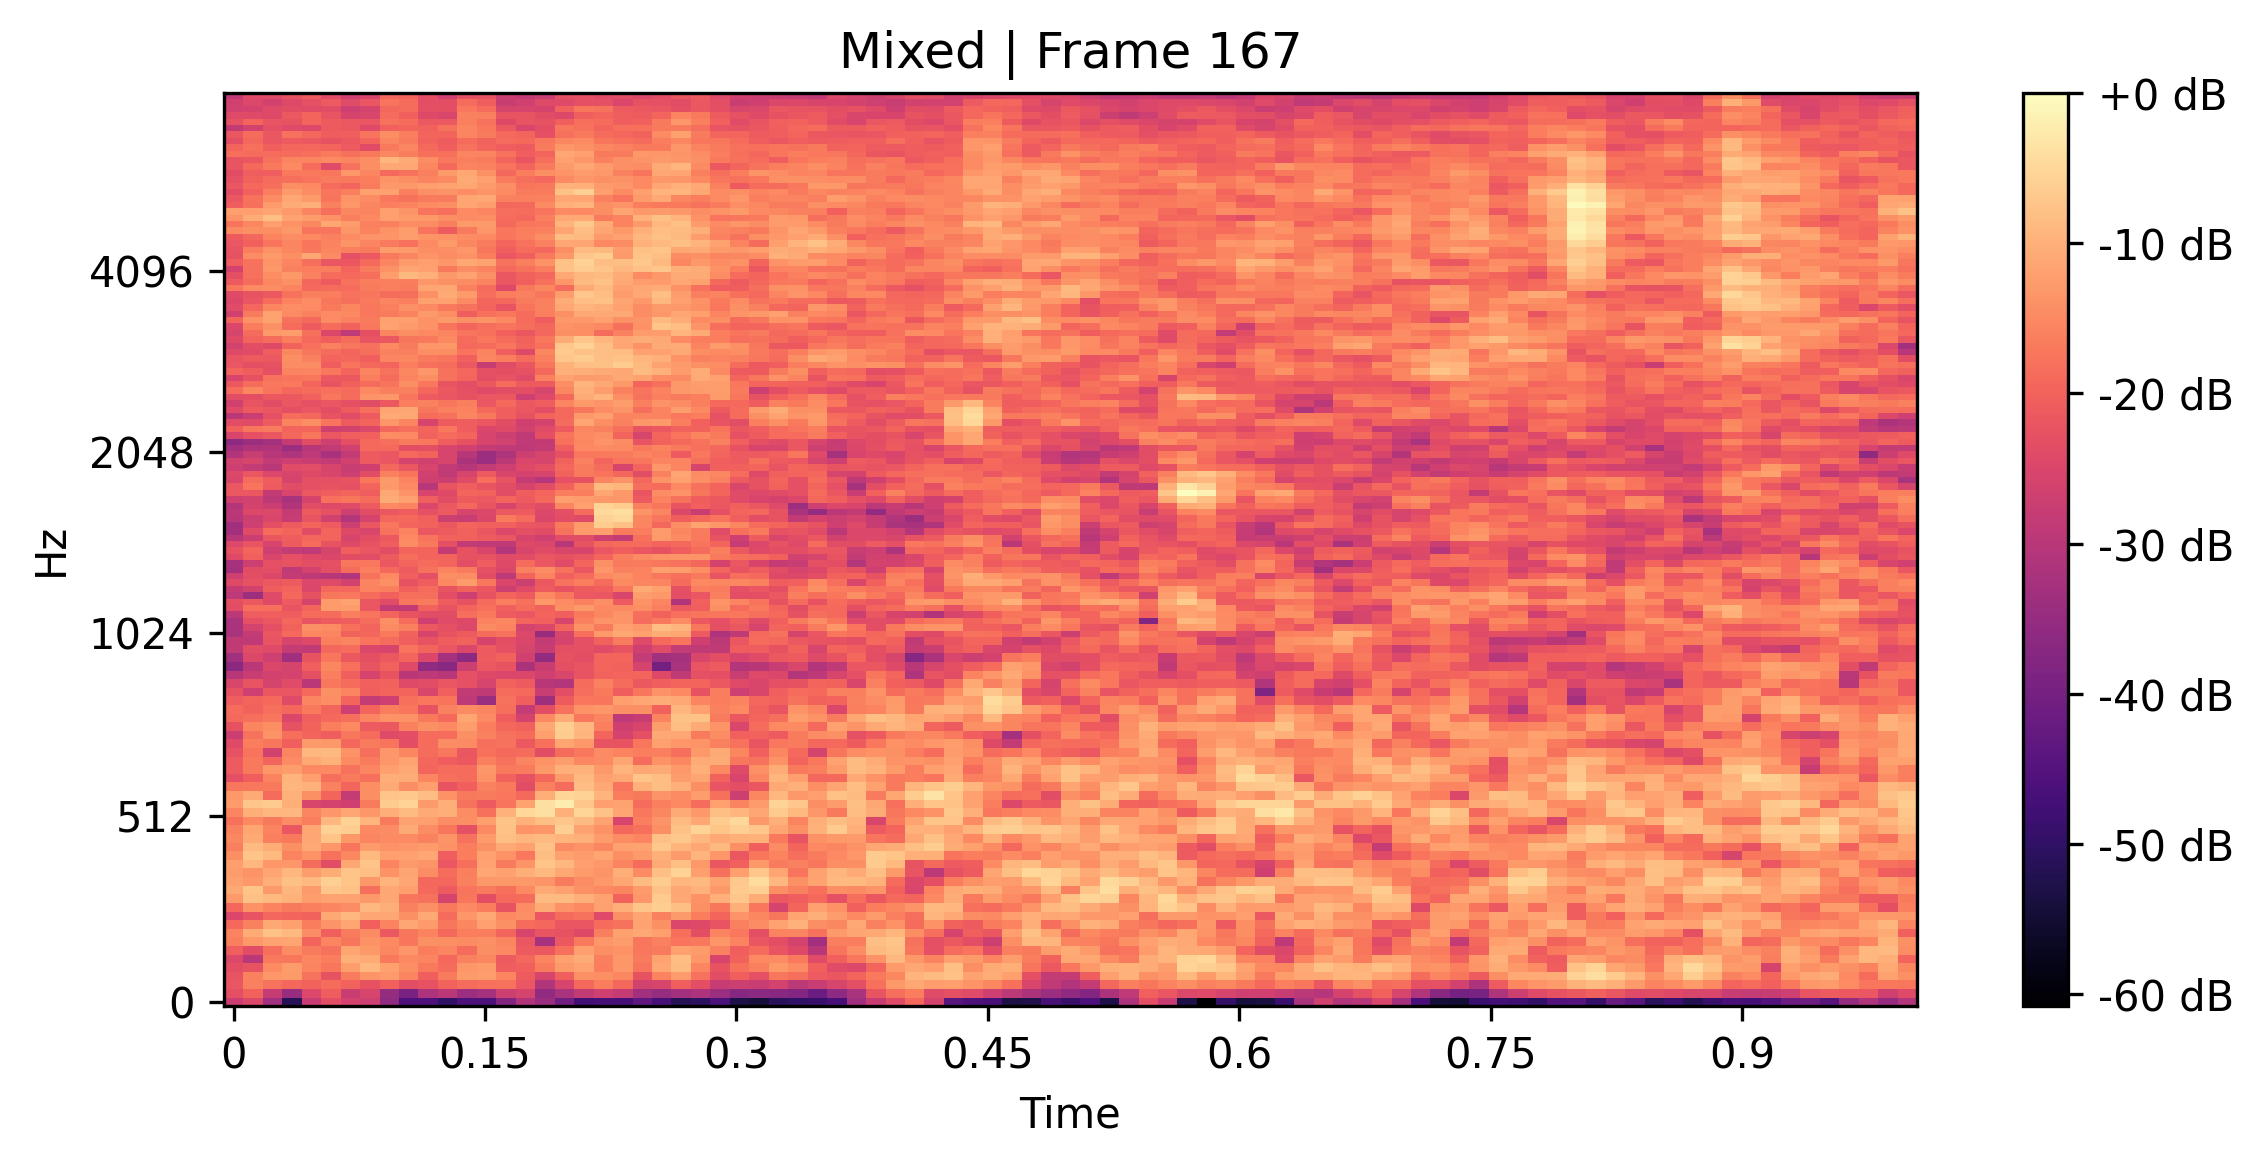 Mixed | Frame 167
+0 dB
-10 dB
-20 dB
-30 dB
-40 dB
-50 dB
-60 dB
Hz
4096
2048
1024
512
0
0 0.15 0.3 0.45 0.6 0.75 0.9
Time